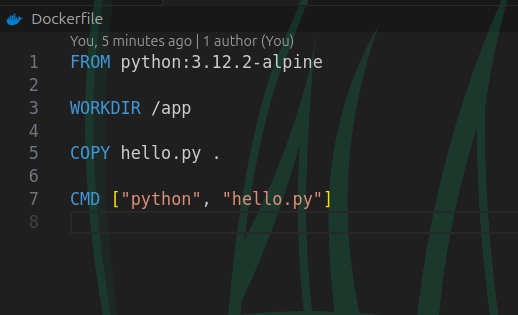 Dockerfile
You, 5 minutes ago | 1 author (You)
1 FROM python:3.12.2-alpine
2
3 WORKDIR /app
4
5 COPY hello.py .
6
7 CMD ["python", "hello.py"]
8